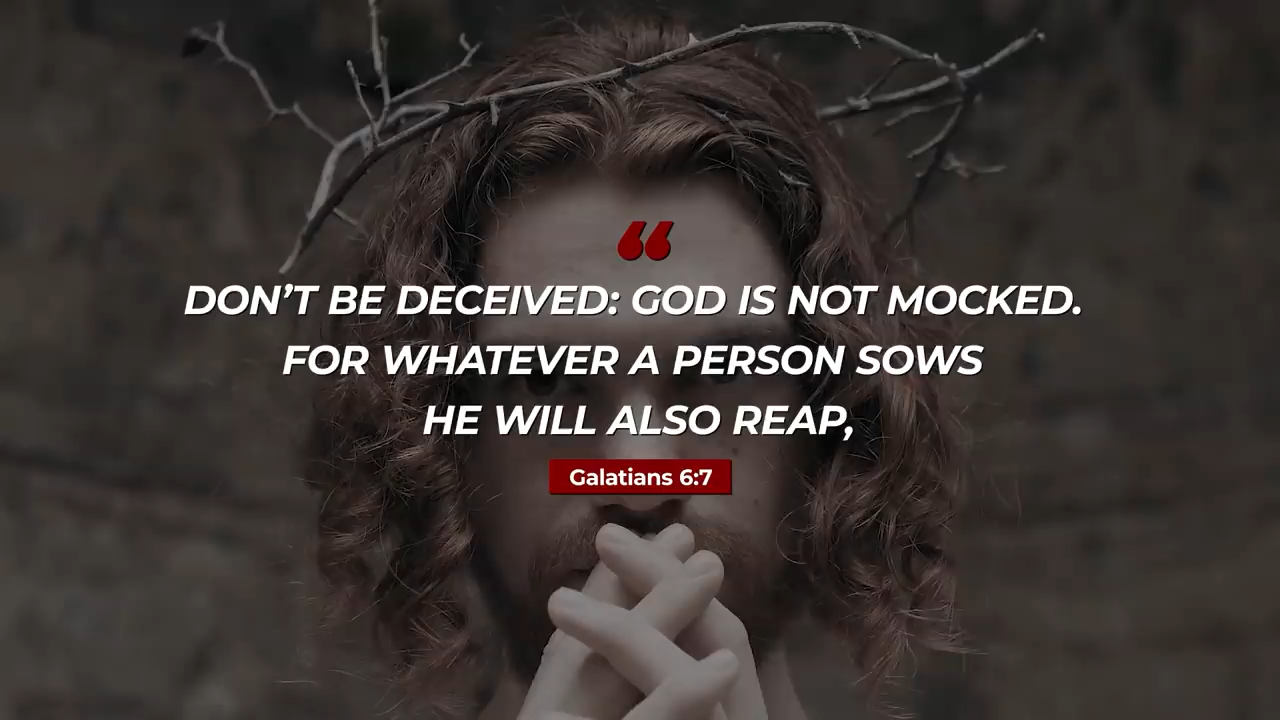 “
DON’T BE DECEIVED: GOD IS NOT MOCKED.
FOR WHATEVER A PERSON SOWS
HE WILL ALSO REAP,
Galatians 6:7